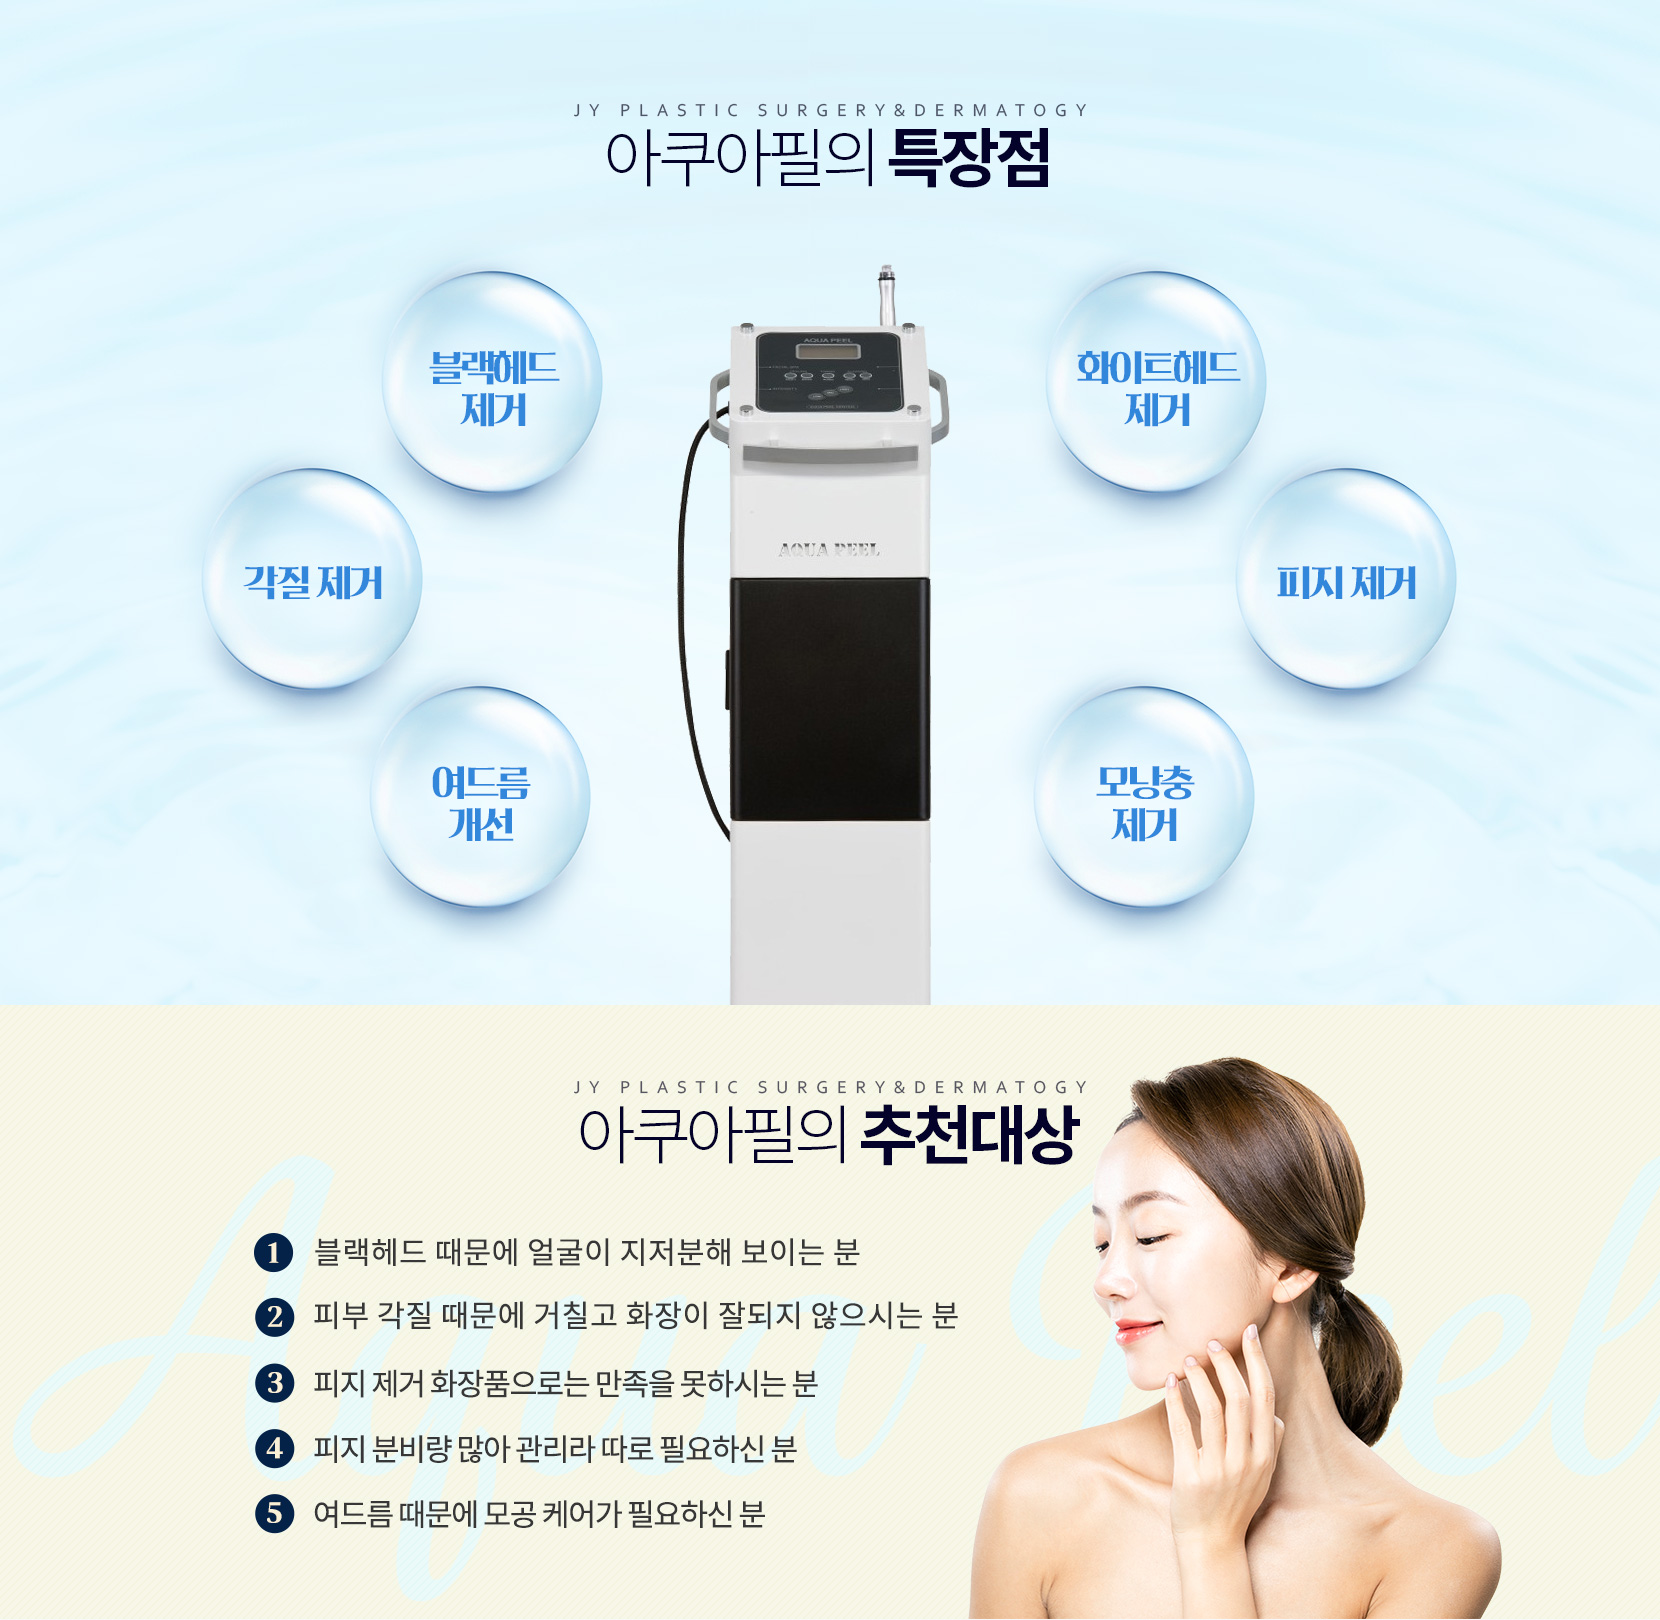 JY PLASTIC SURGERY&DERMATOGY
아쿠아필의 특장점
블랙헤드
제거
화이트헤드
제거
각질 제거
피지 제거
여드름
개선
모낭충
제거
AQUA PEEL
AQUA PEEL
JY PLASTIC SURGERY&DERMATOGY
아쿠아필의 추천대상
1 블랙헤드 때문에 얼굴이 지저분해 보이는 분
2 피부 각질 때문에 거칠고 화장이 잘되지 않으시는 분
3 피지 제거 화장품으로는 만족을 못하시는 분
4 피지 분비량 많아 관리라 따로 필요하신 분
5 여드름 때문에 모공 케어가 필요하신 분